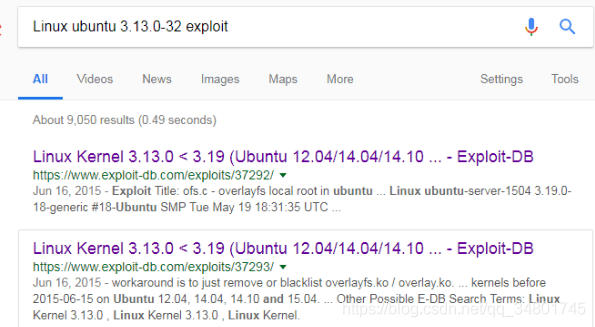 Linux ubuntu 3.13.0-32 exploit
All Videos News Images Maps More Settings Tools
About 9,050 results (0.49 seconds)
Linux Kernel 3.13.0 < 3.19 (Ubuntu 12.04/14.04/14.10 ... - Exploit-DB
https://www.exploit-db.com/exploits/37292/
Jun 16, 2015 - Exploit Title: ofs.c - overlayfs local root in ubuntu ... Linux ubuntu-server-1504 3.19.0-
18-generic #18-Ubuntu SMP Tue May 19 18:31:35 UTC ...
Linux Kernel 3.13.0 < 3.19 (Ubuntu 12.04/14.04/14.10 ... - Exploit-DB
https://www.exploit-db.com/exploits/37293/
Jun 16, 2015 - workaround is to just remove or blacklist overlayfs.ko / overlay.ko. ... kernels before
2015-06-15 on Ubuntu 12.04, 14.04, 14.10 and 15.04. ... Other Possible E-DB Search Terms: Linux
Kernel 3.13.0 , Linux Kernel 3.13.0 , Linux Kernel.
https://blog.csdn.net/qq_34801745